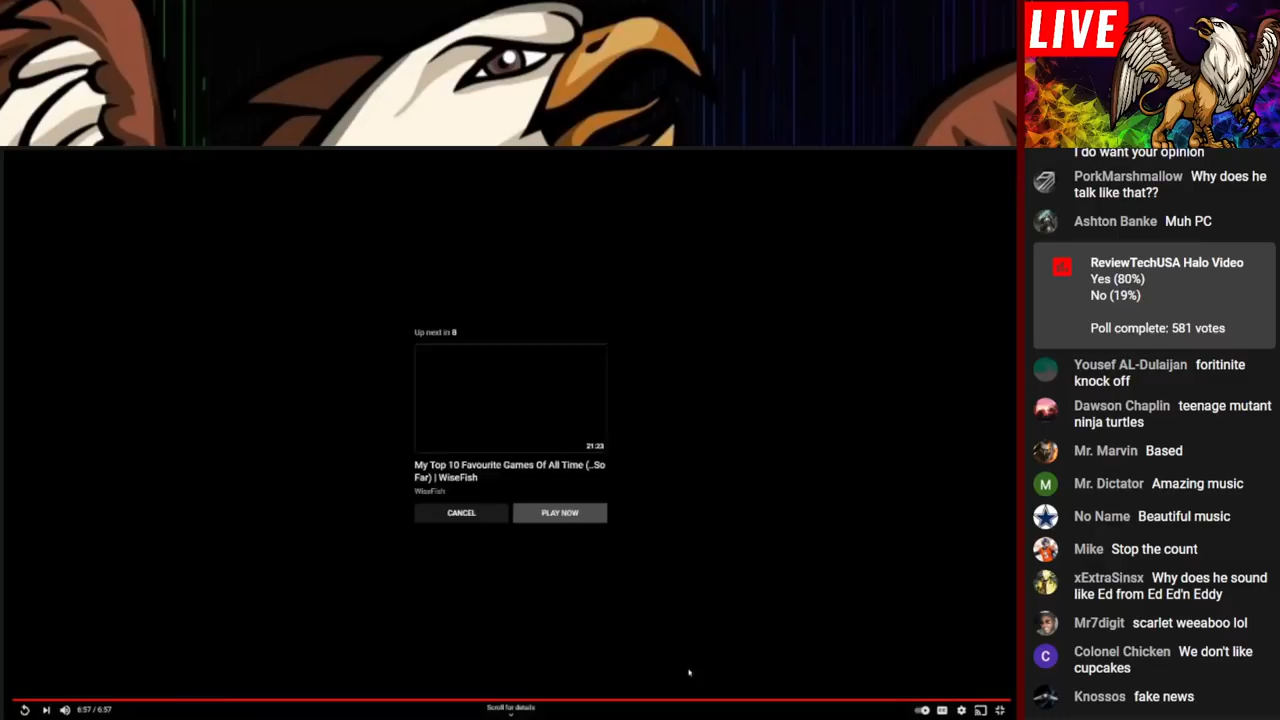 LIVE
Up next in 8
21:23
My Top 10 Favourite Games Of All Time (..So
Far) | WiseFish
WiseFish
CANCEL
PLAY NOW
6:57 / 6:57
Scroll for details
I do want your opinion
PorkMarshmallow Why does he
talk like that??
Ashton Banke Muh PC
ReviewTechUSA Halo Video
Yes (80%)
No (19%)
Poll complete: 581 votes
Yousef AL-Dulaijan foritinite
knock off
Dawson Chaplin teenage mutant
ninja turtles
Mr. Marvin Based
M
Mr. Dictator Amazing music
No Name Beautiful music
Mike Stop the count
xExtraSinsx Why does he sound
like Ed from Ed Ed'n Eddy
Mr7digit scarlet weeaboo lol
C
Colonel Chicken We don't like
cupcakes
Knossos fake news